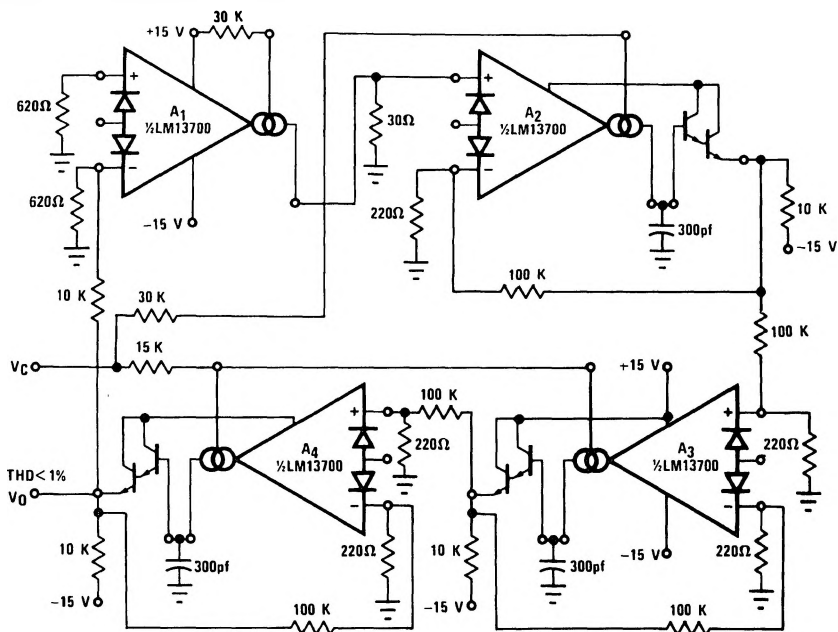 +15 V
30 K
620Ω
+
A1
½LM13700
-
620Ω
-15 V
30Ω
+
A2
½LM13700
-
220Ω
300pf
10 K
-15 V
10 K
100 K
30 K
100 K
VC
15 K
+15 V
100 K
+
A4
½LM13700
-
220Ω
+
A3
½LM13700
-
220Ω
THD<1%
VO
10 K
-15 V
300pf
220Ω
10 K
-15 V
300pf
-15 V
220Ω
100 K
100 K